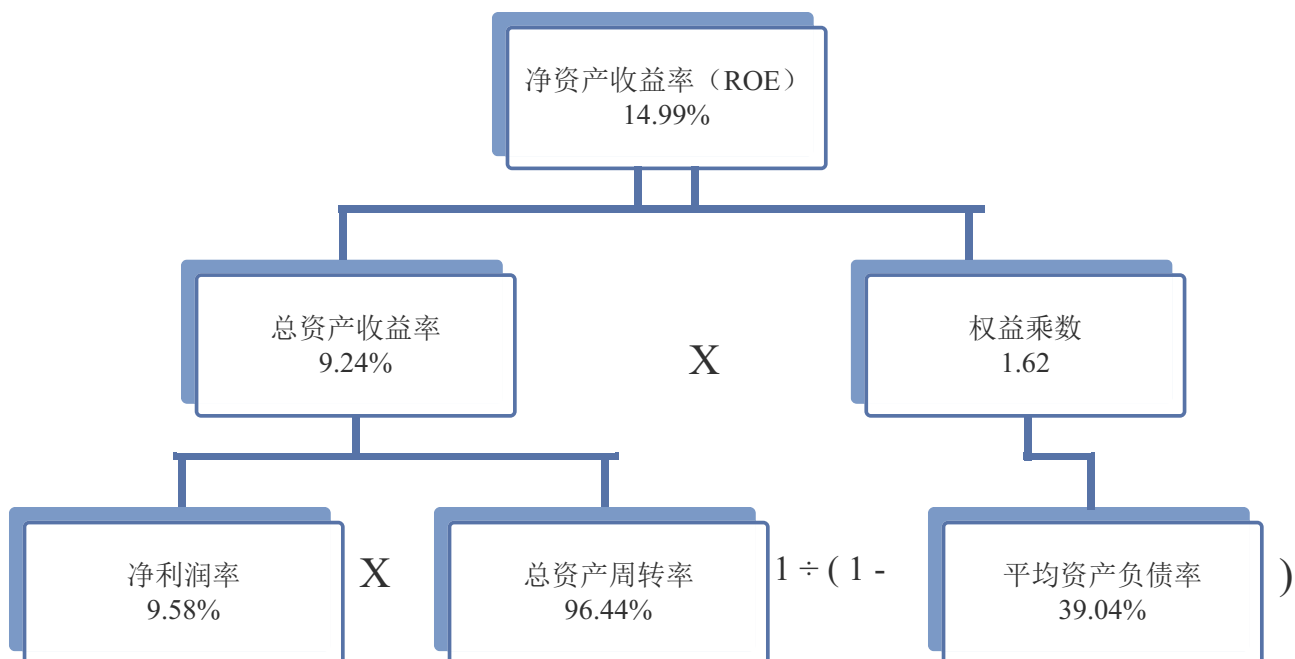 净资产收益率（ROE）
14.99%
总资产收益率
9.24%
X
权益乘数
1.62
净利润率
9.58%
X
总资产周转率
96.44%
1 ÷ ( 1 -
平均资产负债率
39.04%
)